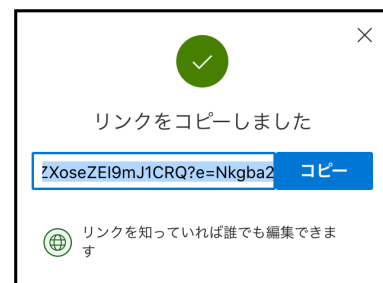 リンクをコピーしました
ZXoseZEI9mJ1CRQ?e=Nkgba2
コピー
リンクを知っていれば誰でも編集できま
す